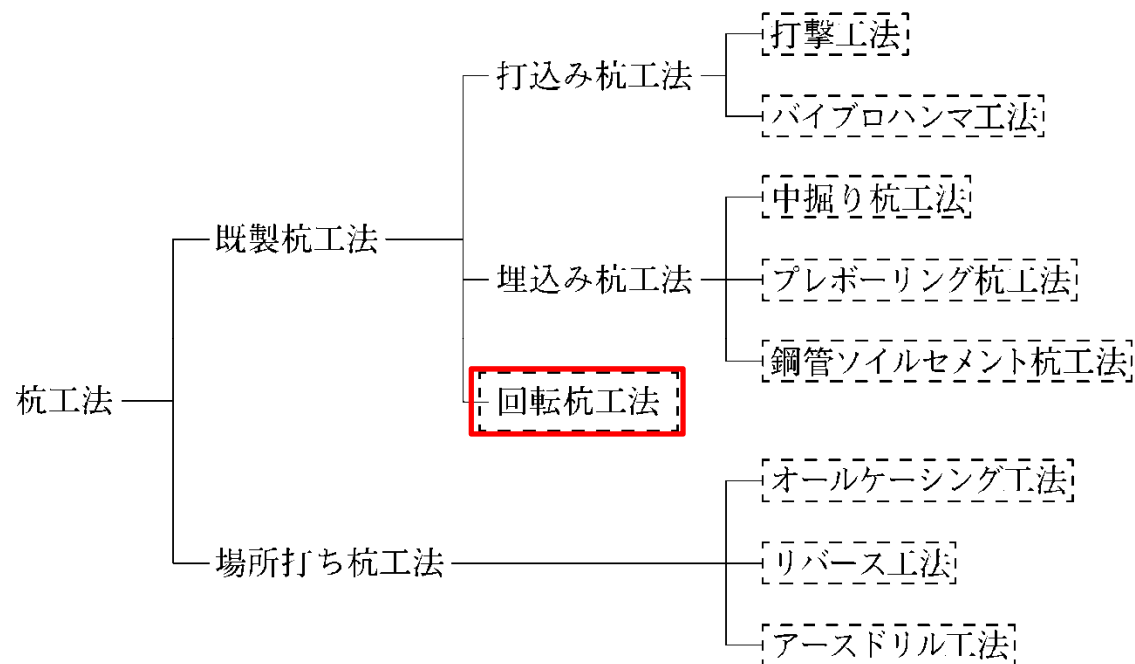 打撃工法
打込み杭工法
バイブロハンマ工法
中掘り杭工法
既製杭工法
埋込み杭工法
プレボーリング杭工法
鋼管ソイルセメント杭工法
杭工法
回転杭工法
オールケーシング工法
場所打ち杭工法
リバース工法
アースドリル工法